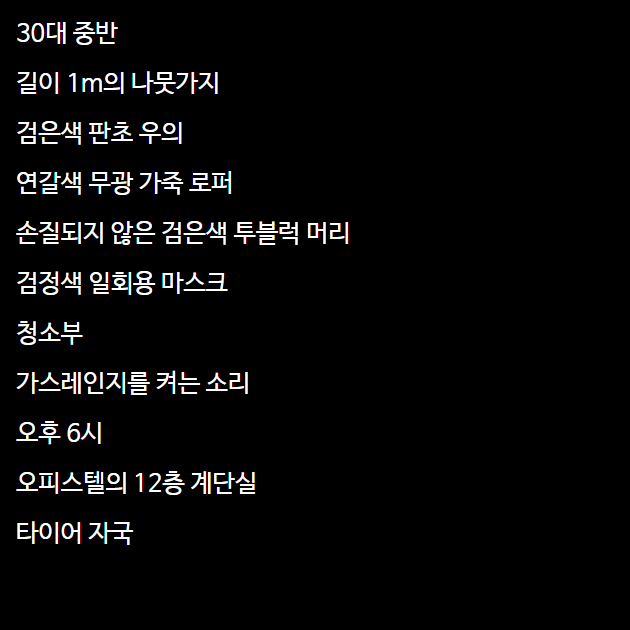 30대 중반
길이 1m의 나뭇가지
검은색 판초 우의
연갈색 무광 가죽 로퍼
손질되지 않은 검은색 투블럭 머리
검정색 일회용 마스크
청소부
가스레인지를 켜는 소리
오후 6시
오피스텔의 12층 계단실
타이어 자국